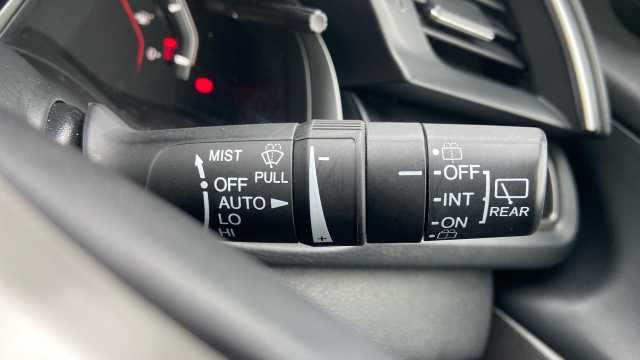 MIST
PULL
OFF
AUTO
LO
HI
- 
+
OFF
INT
ON
REAR